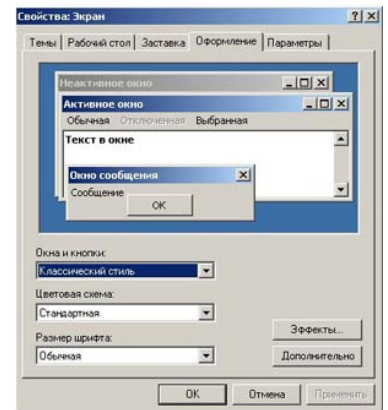 Свойства: Экран
Темы Рабочий стол Заставка Оформление Параметры
Неактивное окно
Активное окно
Обычная Отключенная Выбранная
Текст в окне
Окно сообщения
Сообщение
OK
Окна и кнопки:
Классический стиль
Цветовая схема:
Стандартная
Эффекты...
Размер шрифта:
Обычная
Дополнительно
OK Отмена Применить